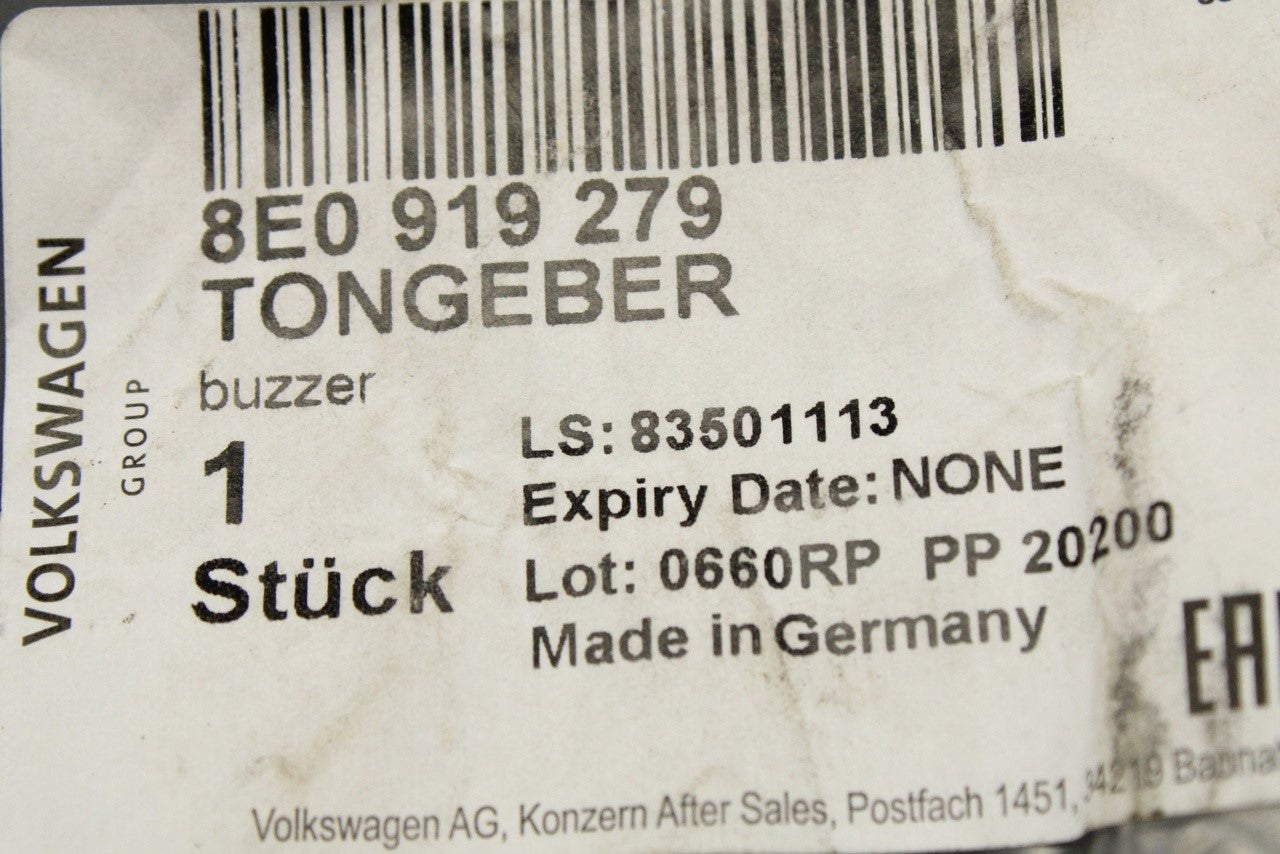 8E0 919 279
TONGEBER
buzzer
1
Stück
LS: 83501113
Expiry Date: NONE
Lot: 0660RP PP 20200
Made in Germany
VOLKSWAGEN
GROUP
Volkswagen AG, Konzern After Sales, Postfach 1451, 34219